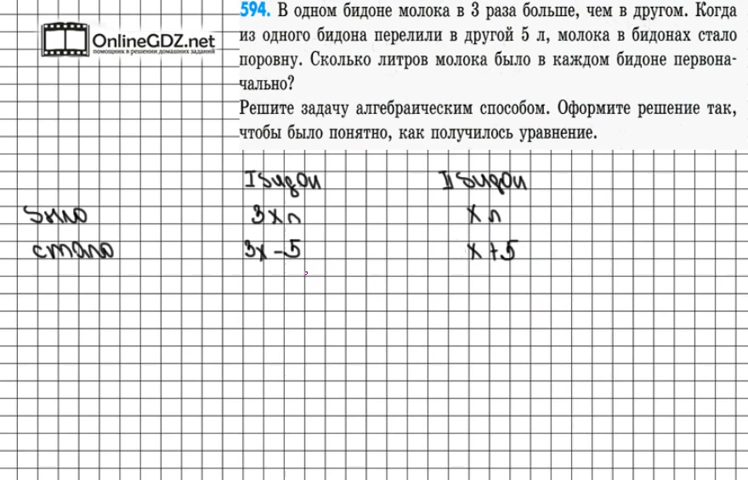 OnlineGDZ.net
помощник в решении домашних заданий
594. В одном бидоне молока в 3 раза больше, чем в другом. Когда
из одного бидона перелили в другой 5 л, молока в бидонах стало
поровну. Сколько литров молока было в каждом бидоне первона-
чально?
Решите задачу алгебраическим способом. Оформите решение так,
чтобы было понятно, как получилось уравнение.
I бидон II бидон
было 3x л x л
стало 3x - 5 x + 5